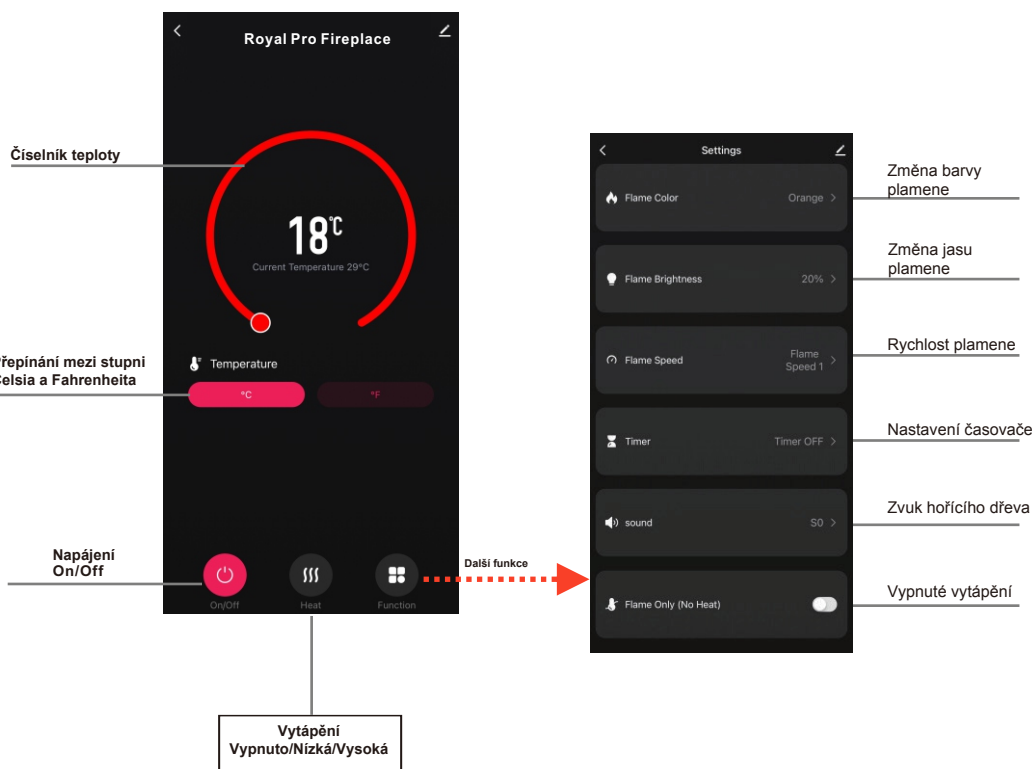 Royal Pro Fireplace
Číselník teploty
18°C
Current Temperature 29°C
Temperature
°C
°F
Přepínání mezi stupni
Celsia a Fahrenheita
Napájení
On/Off
On/Off
Heat
Function
Další funkce
Vytápění
Vypnuto/Nízká/Vysoká
Settings
Flame Color
Orange
Změna barvy
plamene
Flame Brightness
20%
Změna jasu
plamene
Flame Speed
Flame
Speed 1
Rychlost plamene
Timer
Timer OFF
Nastavení časovače
sound
S0
Zvuk hořícího dřeva
Flame Only (No Heat)
Vypnuté vytápění